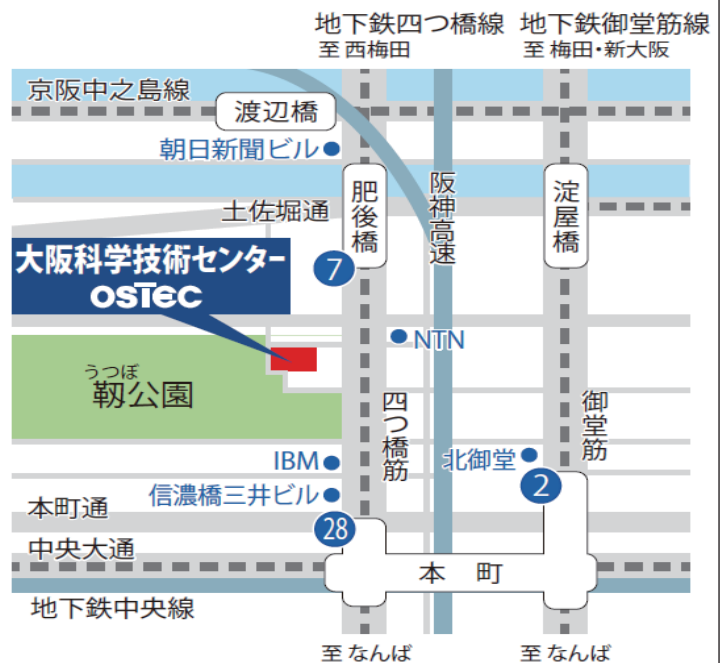 地下鉄四つ橋線
至 西梅田
地下鉄御堂筋線
至 梅田・新大阪
京阪中之島線
渡辺橋
朝日新聞ビル
肥後橋
阪神高速
淀屋橋
土佐堀通
大阪科学技術センター
OSTEC
7
NTN
うつぼ
靱公園
四つ橋筋
御堂筋
IBM
北御堂
2
信濃橋三井ビル
本町通
28
中央大通
本 町
地下鉄中央線
至 なんば
至 なんば